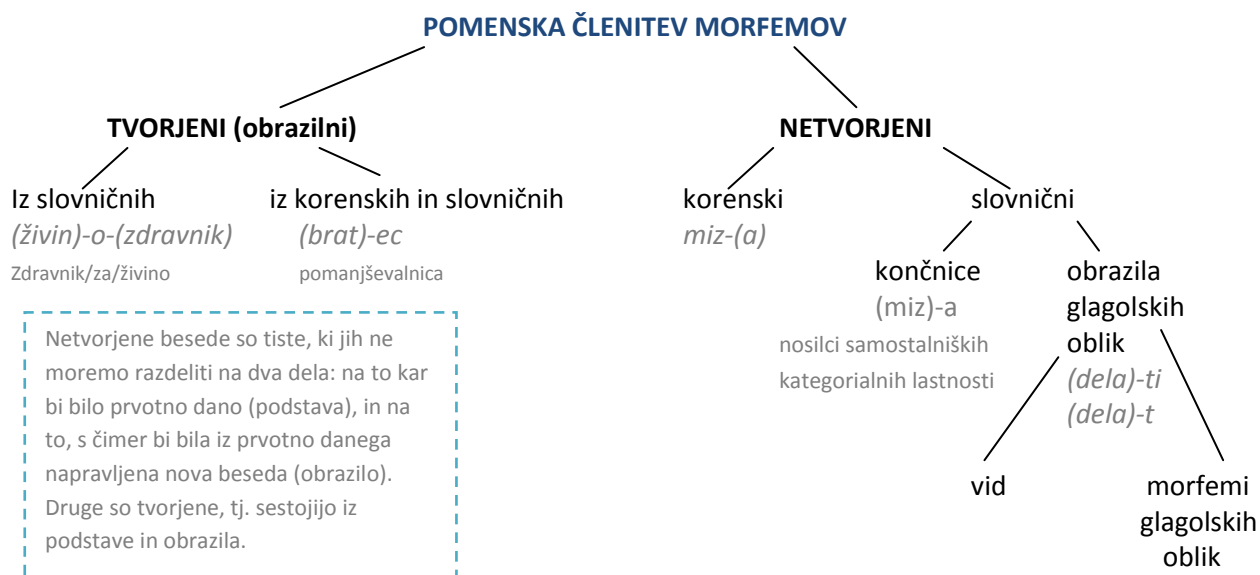 POMENSKA ČLENITEV MORFEMOV
TVORJENI (obrazilni)
NETVORJENI
Iz slovničnih
(živin)-o-(zdravnik)
Zdravnik/za/živino
iz korenskih in slovničnih
(brat)-ec
pomanjševalnica
korenski
miz-(a)
slovnični
končnice
(miz)-a
nosilci samostalniških
kategorialnih lastnosti
obrazila
glagolskih
oblik
(dela)-ti
(dela)-t
vid
morfemi
glagolskih
oblik
Netvorjene besede so tiste, ki jih ne
moremo razdeliti na dva dela: na to kar
bi bilo prvotno dano (podstava), in na
to, s čimer bi bila iz prvotno danega
napravljena nova beseda (obrazilo).
Druge so tvorjene, tj. sestojijo iz
podstave in obrazila.